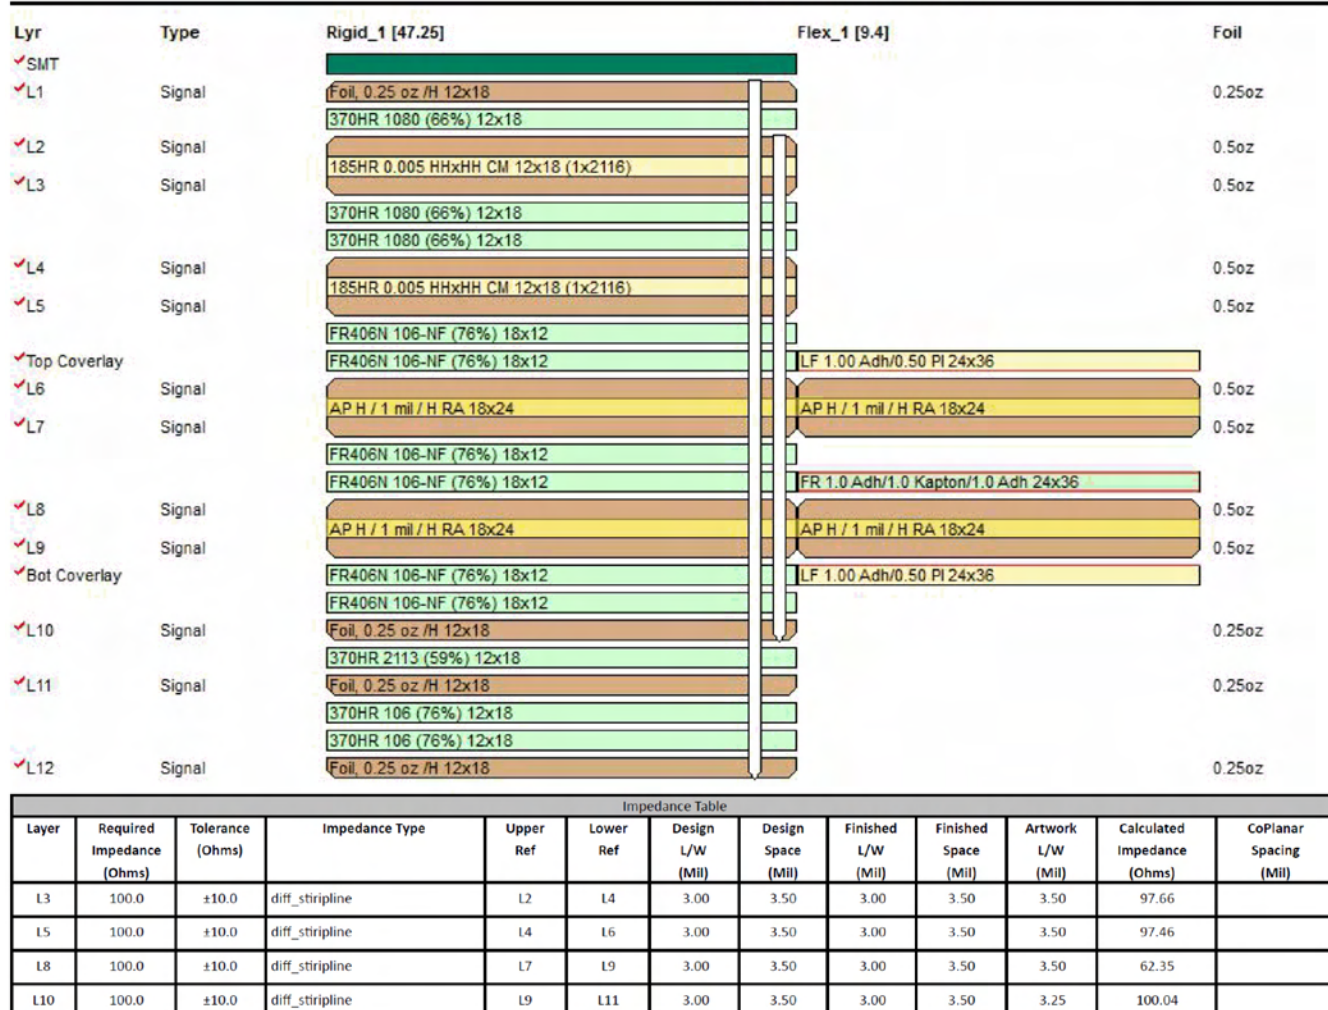 Lyr Type Rigid_1 [47.25] Flex_1 [9.4] Foil
SMT
L1 Signal Foil, 0.25 oz /H 12x18 0.25oz
370HR 1080 (66%) 12x18
L2 Signal 0.5oz
185HR 0.005 HHxHH CM 12x18 (1x2116)
L3 Signal 0.5oz
370HR 1080 (66%) 12x18
370HR 1080 (66%) 12x18
L4 Signal 0.5oz
185HR 0.005 HHxHH CM 12x18 (1x2116)
L5 Signal 0.5oz
FR406N 106-NF (76%) 18x12
Top Coverlay FR406N 106-NF (76%) 18x12 LF 1.00 Adh/0.50 PI 24x36
L6 Signal 0.5oz
AP H / 1 mil / H RA 18x24 AP H / 1 mil / H RA 18x24
L7 Signal 0.5oz
FR406N 106-NF (76%) 18x12
FR406N 106-NF (76%) 18x12 FR 1.0 Adh/1.0 Kapton/1.0 Adh 24x36
L8 Signal 0.5oz
AP H / 1 mil / H RA 18x24 AP H / 1 mil / H RA 18x24
L9 Signal 0.5oz
Bot Coverlay FR406N 106-NF (76%) 18x12 LF 1.00 Adh/0.50 PI 24x36
FR406N 106-NF (76%) 18x12
L10 Signal Foil, 0.25 oz /H 12x18 0.25oz
370HR 2113 (59%) 12x18
L11 Signal Foil, 0.25 oz /H 12x18 0.25oz
370HR 106 (76%) 12x18
370HR 106 (76%) 12x18
L12 Signal Foil, 0.25 oz /H 12x18 0.25oz
Impedance Table
Layer Required Tolerance Impedance Type Upper Lower Design Design Finished Finished Artwork Calculated CoPlanar
Impedance (Ohms) Ref Ref L/W Space L/W Space L/W Impedance Spacing
(Ohms) (Mil) (Mil) (Mil) (Mil) (Mil) (Ohms) (Mil)
L3 100.0 ±10.0 diff_stiripline L2 L4 3.00 3.50 3.00 3.50 3.50 97.66
L5 100.0 ±10.0 diff_stiripline L4 L6 3.00 3.50 3.00 3.50 3.50 97.46
L8 100.0 ±10.0 diff_stiripline L7 L9 3.00 3.50 3.00 3.50 3.50 62.35
L10 100.0 ±10.0 diff_stiripline L9 L11 3.00 3.50 3.00 3.50 3.25 100.04